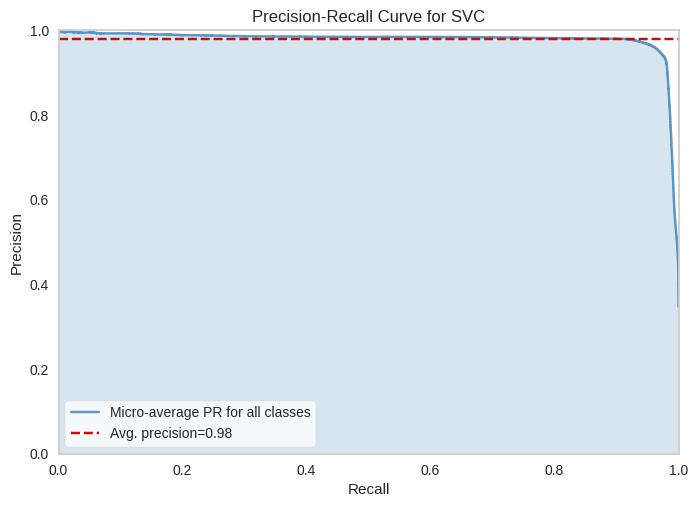 Precision-Recall Curve for SVC
1.0
0.8
0.6
0.4
0.2
0.0
Precision
Micro-average PR for all classes
Avg. precision=0.98
0.0 0.2 0.4 0.6 0.8 1.0
Recall